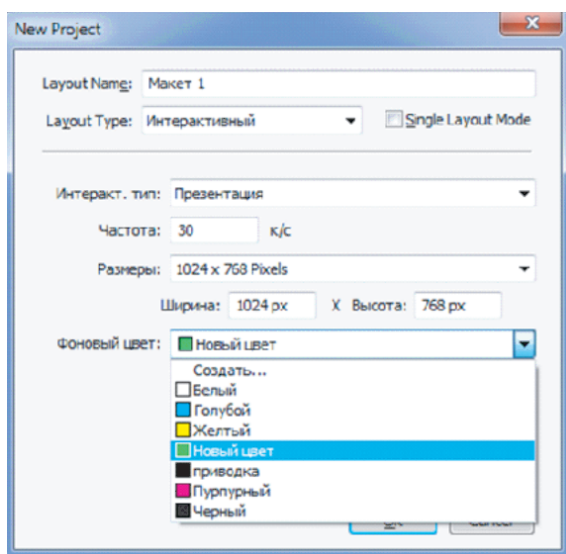 New Project
Layout Name: Макет 1
Layout Type: Интерактивный Single Layout Mode
Интеракт. тип: Презентация
Частота: 30 к/с
Размеры: 1024 x 768 Pixels
Ширина: 1024 px X Высота: 768 px
Фоновый цвет: Новый цвет
Создать...
Белый
Голубой
Желтый
Новый цвет
приводка
Пурпурный
Черный